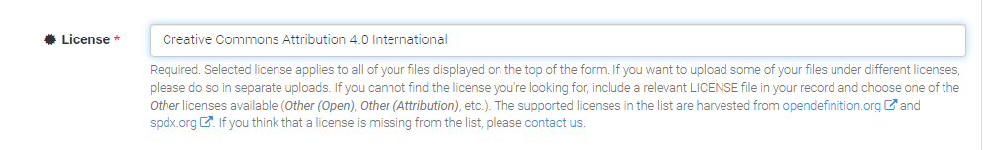 License *
Creative Commons Attribution 4.0 International
Required. Selected license applies to all of your files displayed on the top of the form. If you want to upload some of your files under different licenses,
please do so in separate uploads. If you cannot find the license you're looking for, include a relevant LICENSE file in your record and choose one of the
Other licenses available (Other (Open), Other (Attribution), etc.). The supported licenses in the list are harvested from opendefinition.org and
spdx.org. If you think that a license is missing from the list, please contact us.